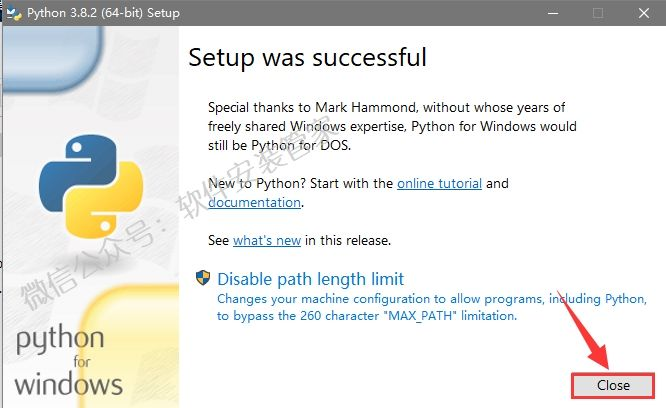 Python 3.8.2 (64-bit) Setup
Setup was successful
Special thanks to Mark Hammond, without whose years of
freely shared Windows expertise, Python for Windows would
still be Python for DOS.
New to Python? Start with the online tutorial and
documentation.
See what's new in this release.
Disable path length limit
Changes your machine configuration to allow programs, including Python,
to bypass the 260 character "MAX_PATH" limitation.
python
for
windows
Close
微信公众号：软件安装管家